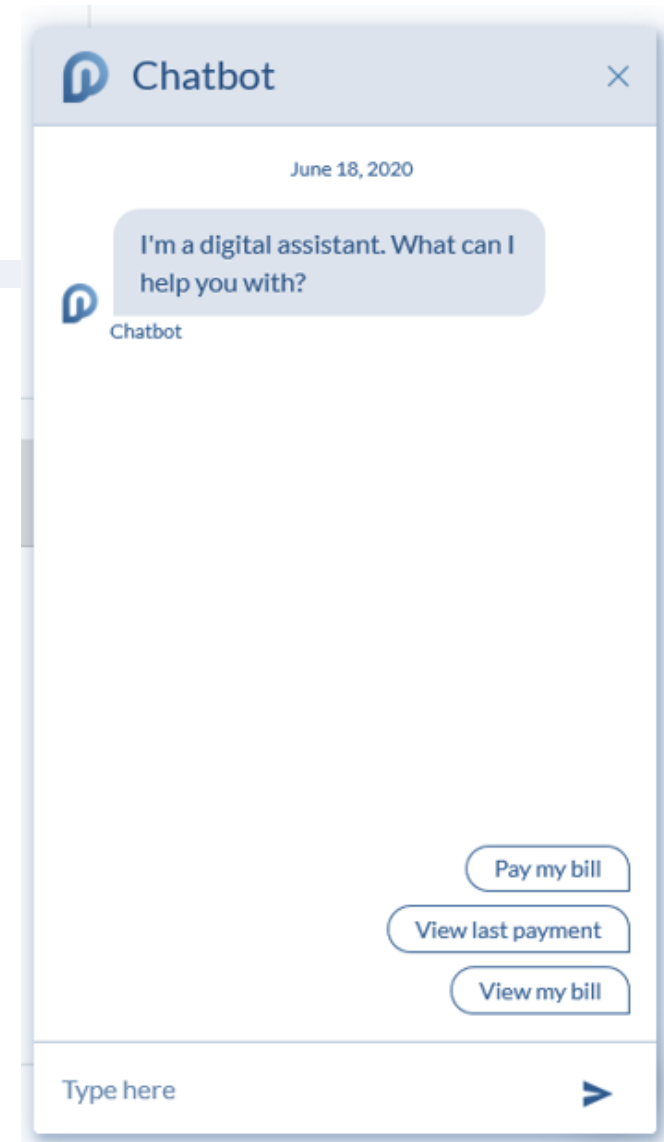 Chatbot
June 18, 2020
I'm a digital assistant. What can I
help you with?
Chatbot
Pay my bill
View last payment
View my bill
Type here